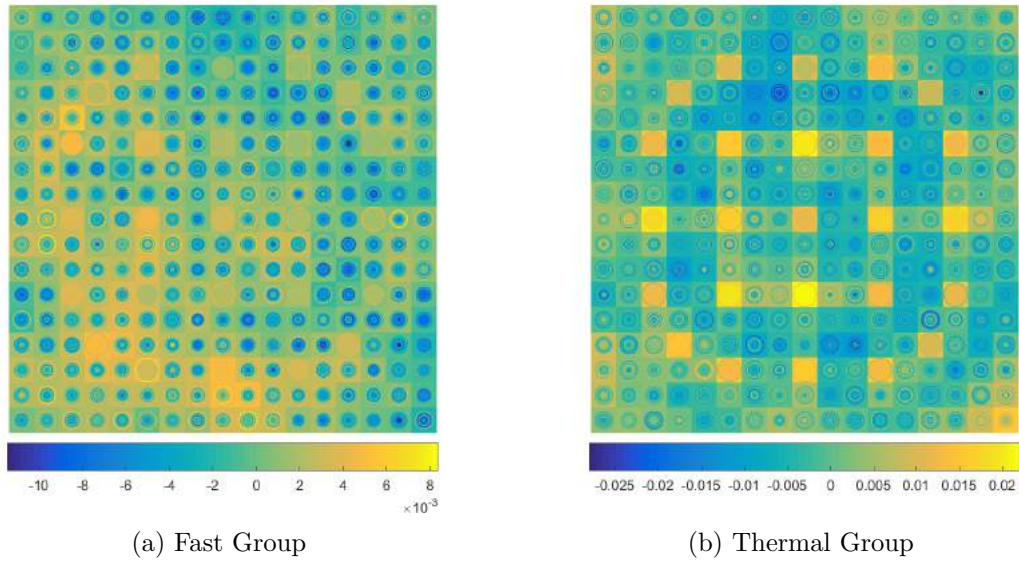 -10 -8 -6 -4 -2 0 2 4 6 8
×10⁻³
(a) Fast Group
-0.025 -0.02 -0.015 -0.01 -0.005 0 0.005 0.01 0.015 0.02
(b) Thermal Group